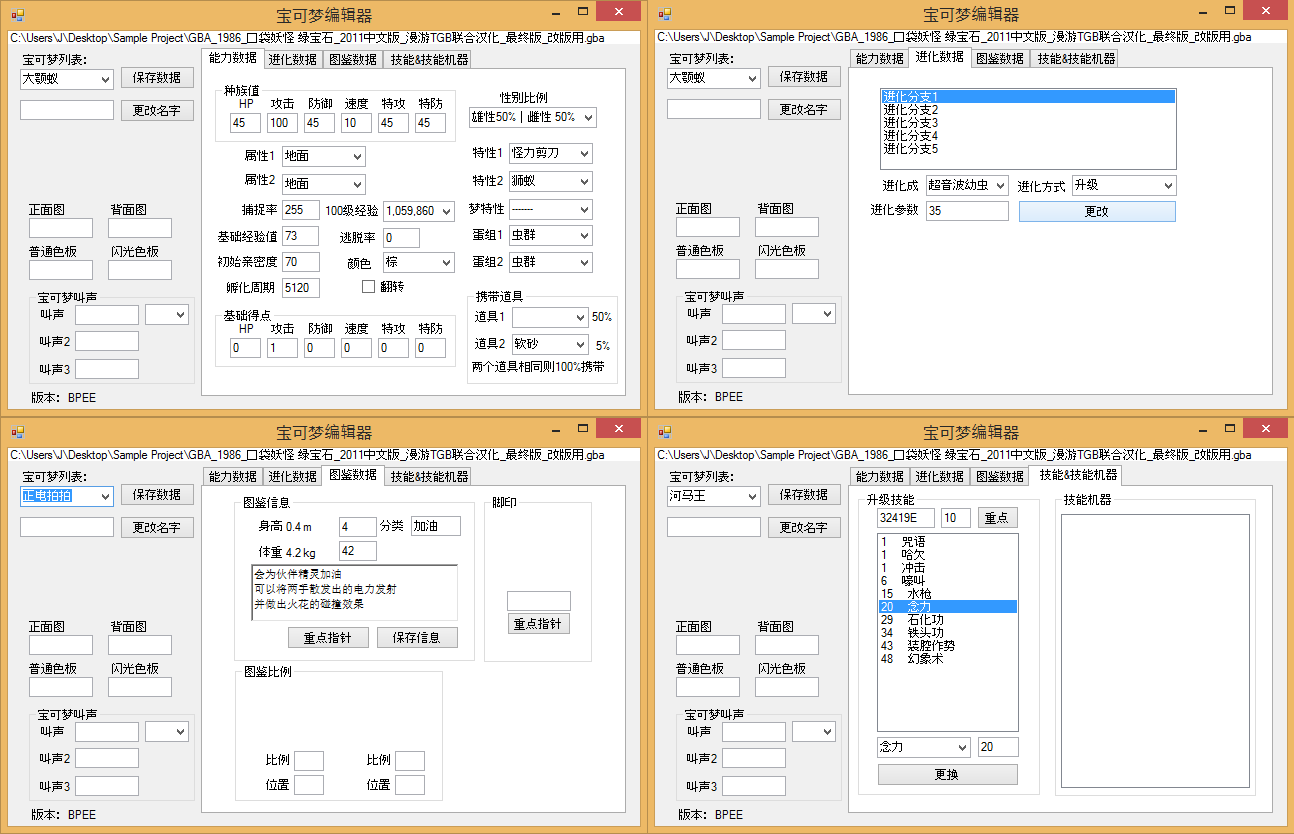 宝可梦编辑器
C:\Users\J\Desktop\Sample Project\GBA_1986_口袋妖怪 绿宝石_2011中文版_漫游TGB联合汉化_最终版_改版用.gba
宝可梦列表:
大颚蚁
保存数据
更改名字
正面图 背面图
普通色板 闪光色板
宝可梦叫声
叫声
叫声2
叫声3
版本: BPEE
能力数据 进化数据 图鉴数据 技能&技能机器
种族值
HP 攻击 防御 速度 特攻 特防
45 100 45 10 45 45
属性1 地面
属性2 地面
捕捉率 255 100级经验 1,059,860
基础经验值 73 逃脱率 0
初始亲密度 70 颜色 棕
孵化周期 5120 翻转
基础得点
HP 攻击 防御 速度 特攻 特防
0 1 0 0 0 0
性别比例
雄性50% | 雌性 50%
特性1 怪力剪刀
特性2 狮蚁
梦特性 -------
蛋组1 虫群
蛋组2 虫群
携带道具
道具1 50%
道具2 软砂 5%
两个道具相同则100%携带
宝可梦编辑器
C:\Users\J\Desktop\Sample Project\GBA_1986_口袋妖怪 绿宝石_2011中文版_漫游TGB联合汉化_最终版_改版用.gba
宝可梦列表:
大颚蚁
保存数据
更改名字
正面图 背面图
普通色板 闪光色板
宝可梦叫声
叫声
叫声2
叫声3
版本: BPEE
能力数据 进化数据 图鉴数据 技能&技能机器
进化分支1
进化分支2
进化分支3
进化分支4
进化分支5
进化成 超音波幼虫 进化方式 升级
进化参数 35 更改
宝可梦编辑器
C:\Users\J\Desktop\Sample Project\GBA_1986_口袋妖怪 绿宝石_2011中文版_漫游TGB联合汉化_最终版_改版用.gba
宝可梦列表:
正电拍拍
保存数据
更改名字
正面图 背面图
普通色板 闪光色板
宝可梦叫声
叫声
叫声2
叫声3
版本: BPEE
能力数据 进化数据 图鉴数据 技能&技能机器
图鉴信息
身高 0.4 m 4 分类 加油
体重 4.2 kg 42
会为伙伴精灵加油
可以将两手散发出的电力发射
并做出火花的碰撞效果
重点指针 保存信息
脚印
重点指针
图鉴比例
比例 比例
位置 位置
宝可梦编辑器
C:\Users\J\Desktop\Sample Project\GBA_1986_口袋妖怪 绿宝石_2011中文版_漫游TGB联合汉化_最终版_改版用.gba
宝可梦列表:
河马王
保存数据
更改名字
正面图 背面图
普通色板 闪光色板
宝可梦叫声
叫声
叫声2
叫声3
版本: BPEE
能力数据 进化数据 图鉴数据 技能&技能机器
升级技能
32419E 10 重点
1 咒语
1 哈欠
1 冲击
6 嚎叫
15 水枪
20 念力
29 石化功
34 铁头功
43 装腔作势
48 幻象术
念力 20
更换
技能机器